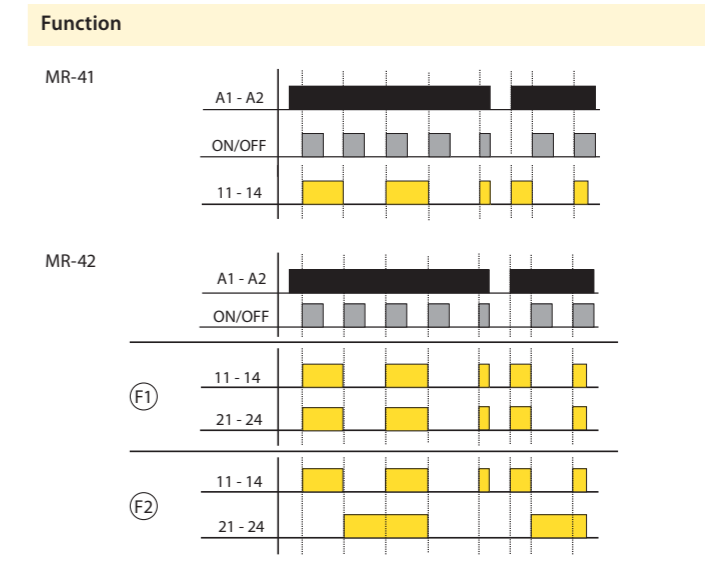 Function
MR-41
A1 - A2
ON/OFF
11 - 14
MR-42
A1 - A2
ON/OFF
F1
11 - 14
21 - 24
F2
11 - 14
21 - 24